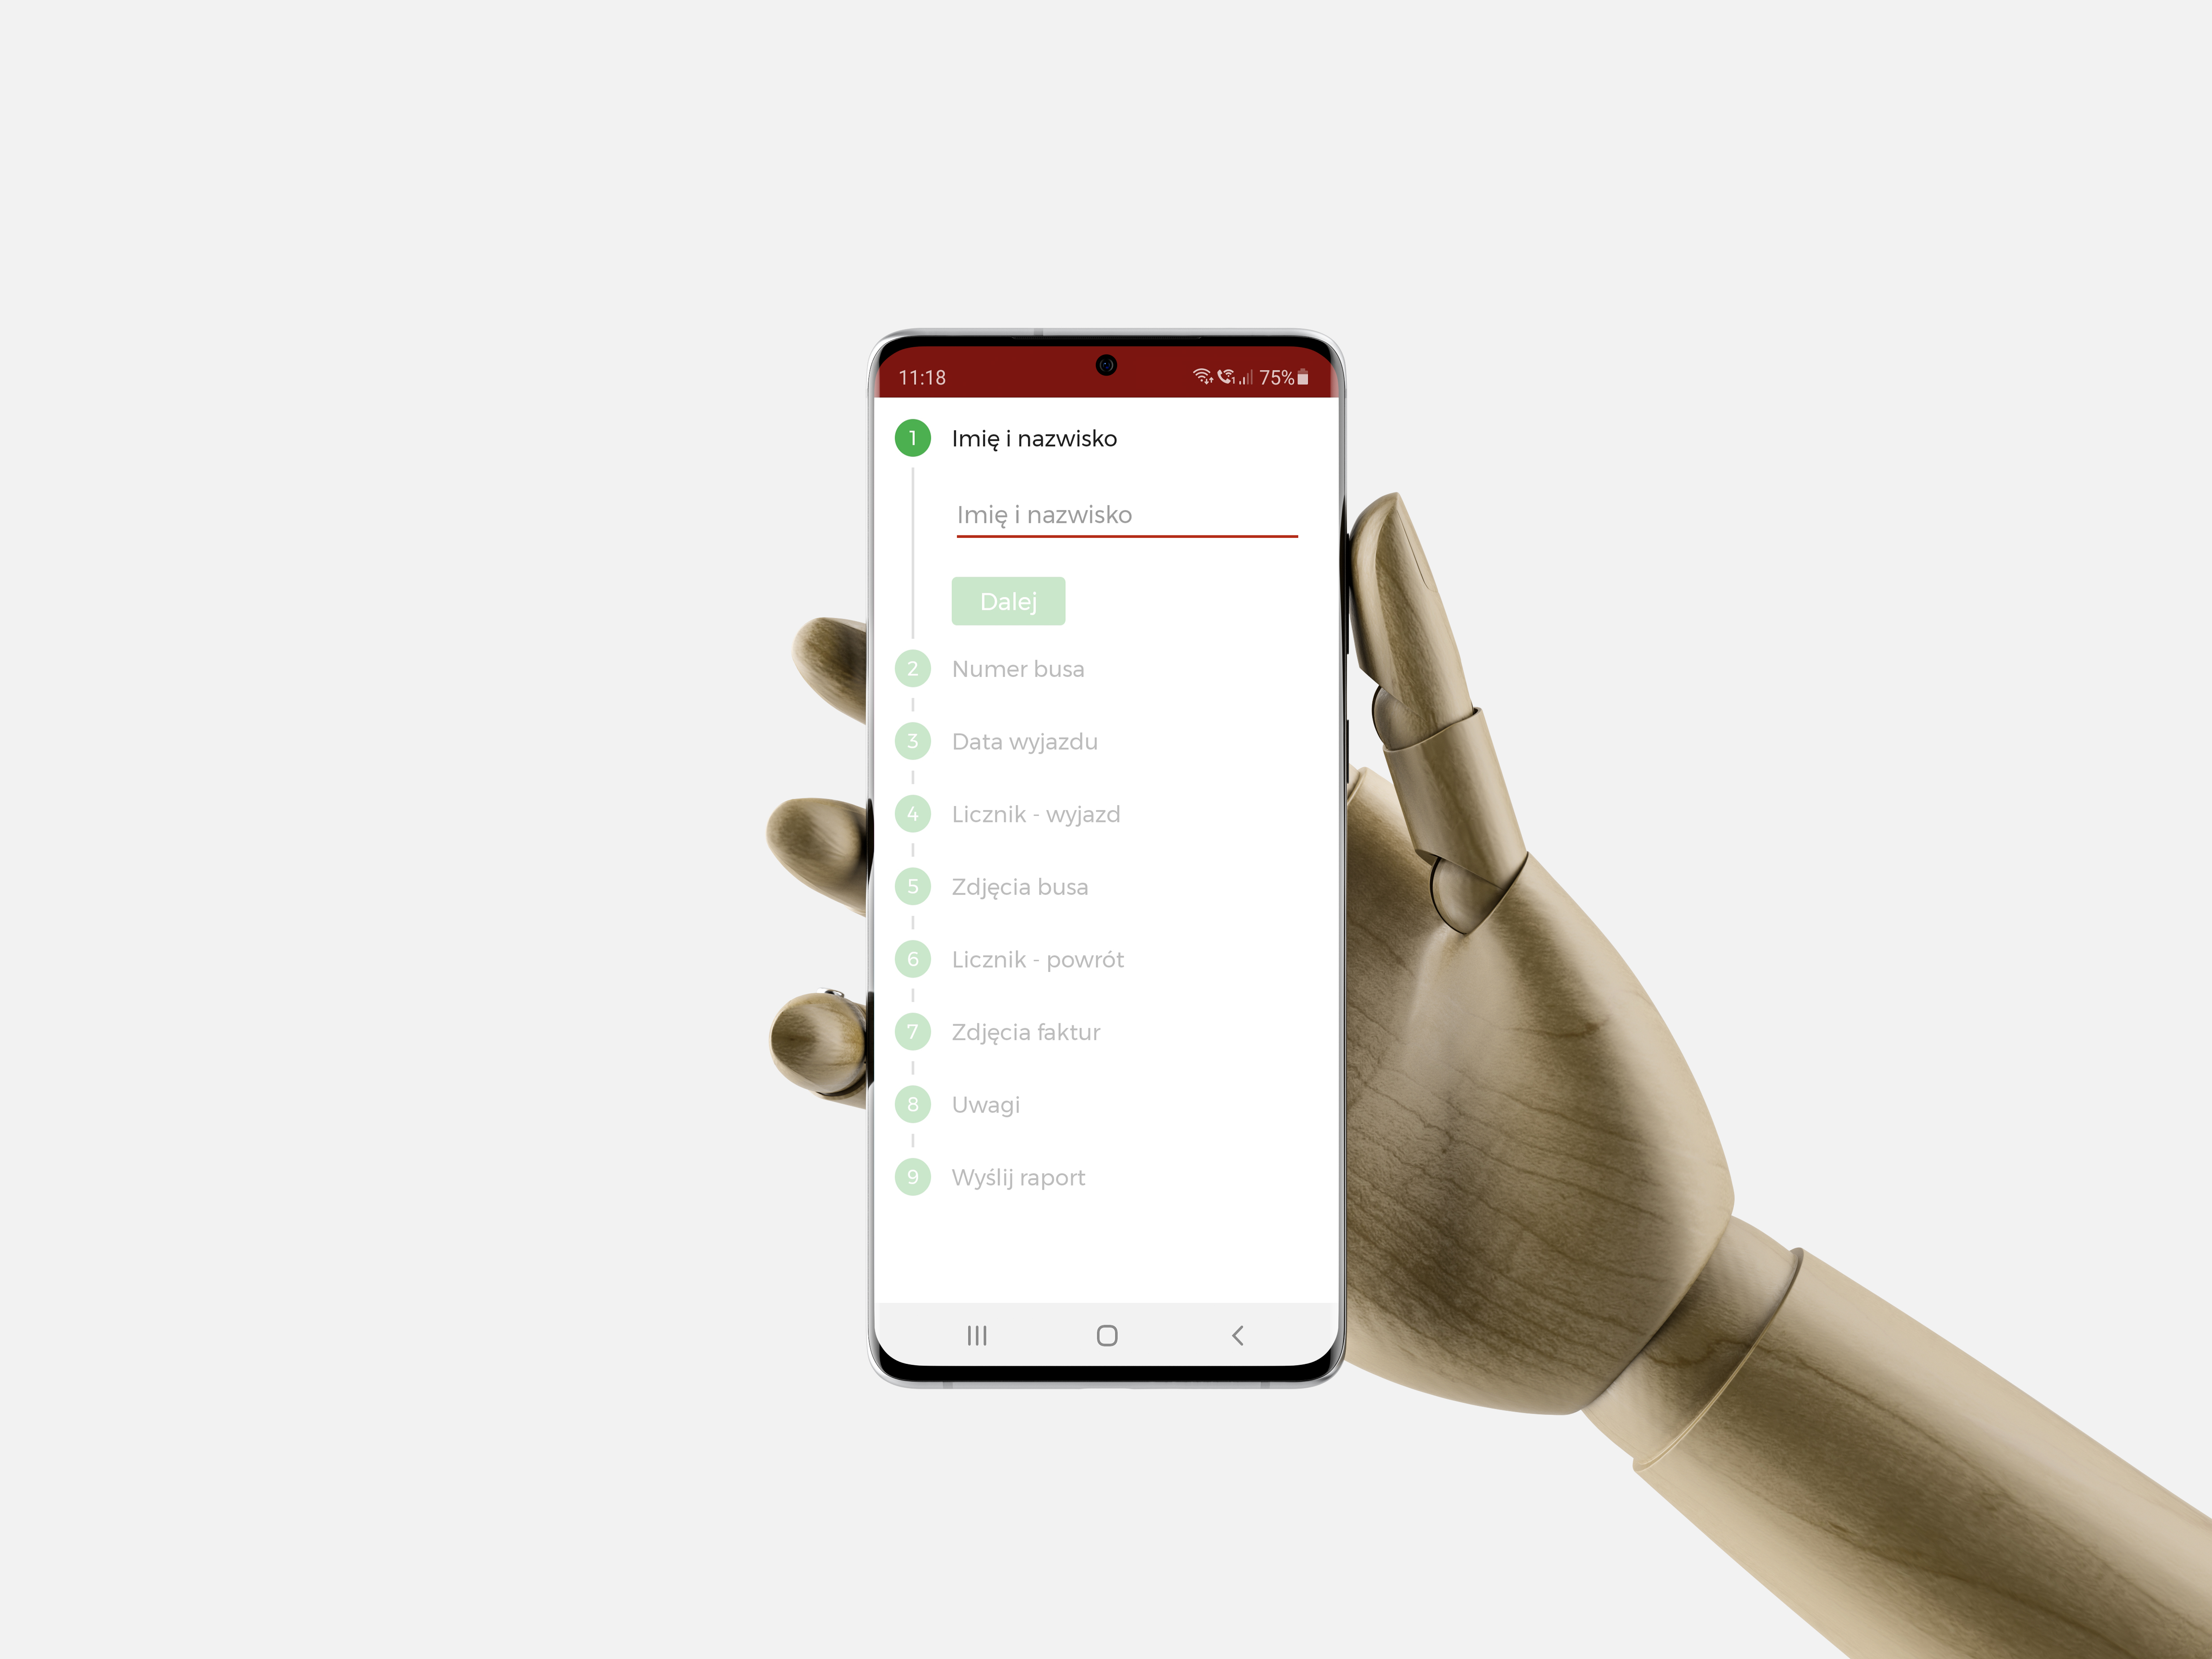 11:18 75%
1 Imię i nazwisko
Imię i nazwisko
Dalej
2 Numer busa
3 Data wyjazdu
4 Licznik - wyjazd
5 Zdjęcia busa
6 Licznik - powrót
7 Zdjęcia faktur
8 Uwagi
9 Wyślij raport